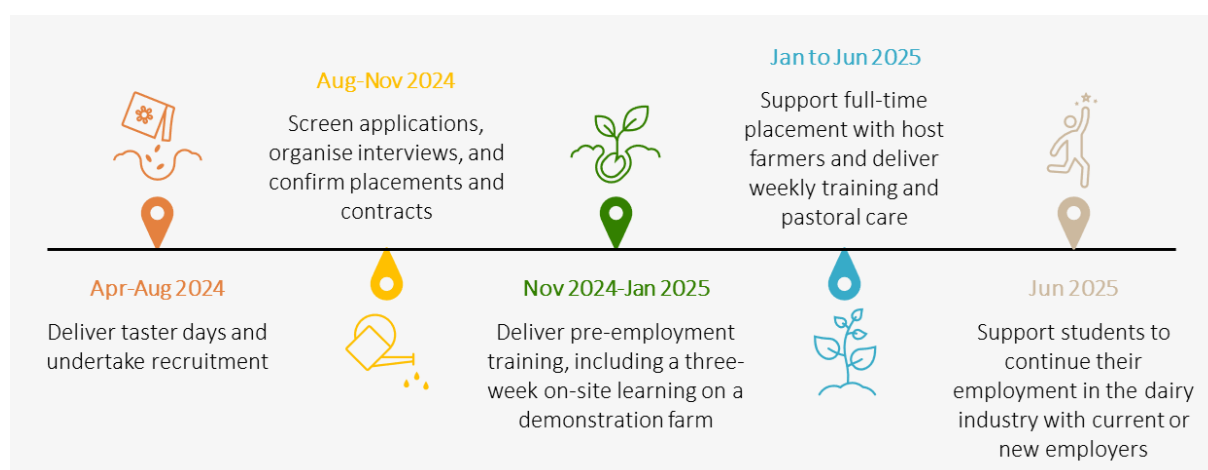 Apr-Aug 2024
Deliver taster days and
undertake recruitment
Aug-Nov 2024
Screen applications,
organise interviews, and
confirm placements and
contracts
Nov 2024-Jan 2025
Deliver pre-employment
training, including a three-
week on-site learning on a
demonstration farm
Jan to Jun 2025
Support full-time
placement with host
farmers and deliver
weekly training and
pastoral care
Jun 2025
Support students to
continue their
employment in the dairy
industry with current or
new employers